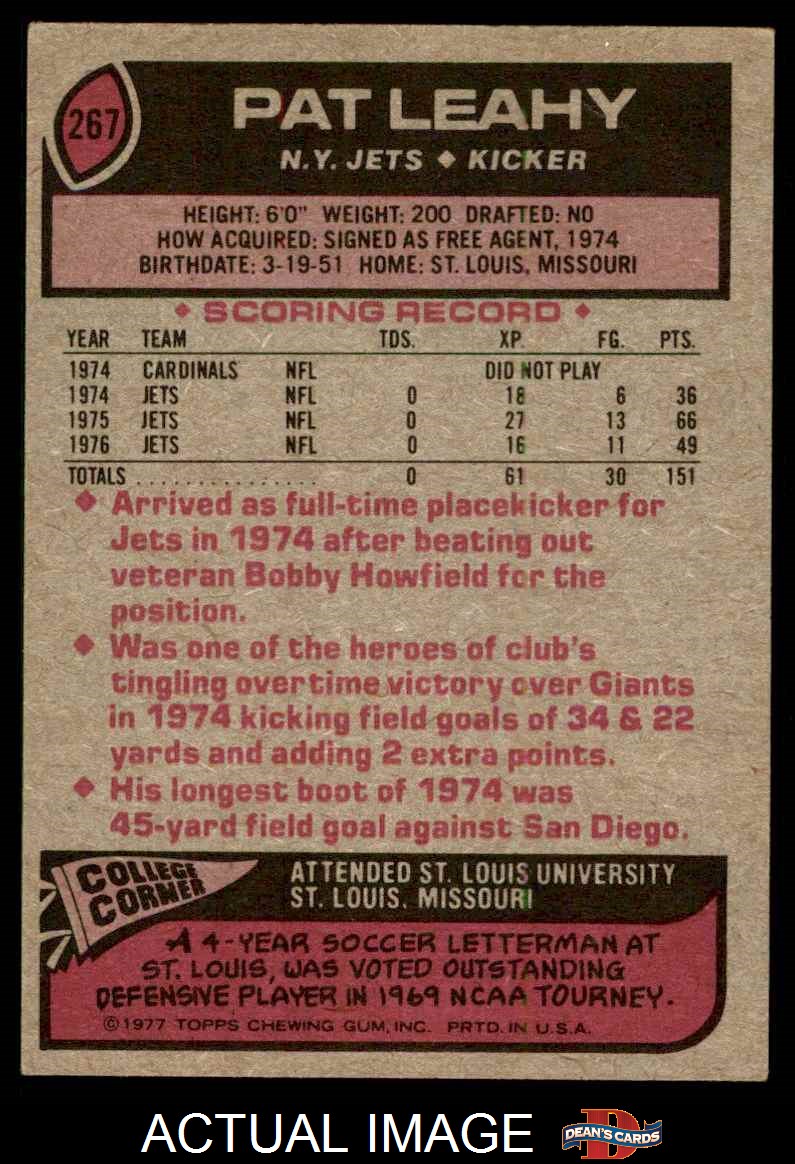 267
PAT LEAHY
N.Y. JETS ◆ KICKER
HEIGHT: 6'0" WEIGHT: 200 DRAFTED: NO
HOW ACQUIRED: SIGNED AS FREE AGENT, 1974
BIRTHDATE: 3-19-51 HOME: ST. LOUIS, MISSOURI
◆ SCORING RECORD ◆
YEAR TEAM TDS. XP. FG. PTS.
1974 CARDINALS NFL DID NOT PLAY
1974 JETS NFL 0 18 6 36
1975 JETS NFL 0 27 13 66
1976 JETS NFL 0 16 11 49
TOTALS . . . . . . . . . . . . . . . . 0 61 30 151
◆ Arrived as full-time placekicker for
Jets in 1974 after beating out
veteran Bobby Howfield for the
position.
◆ Was one of the heroes of club's
tingling overtime victory over Giants
in 1974 kicking field goals of 34 & 22
yards and adding 2 extra points.
◆ His longest boot of 1974 was
45-yard field goal against San Diego.
COLLEGE
CORNER
ATTENDED ST. LOUIS UNIVERSITY
ST. LOUIS, MISSOURI
A 4-YEAR SOCCER LETTERMAN AT
ST. LOUIS, WAS VOTED OUTSTANDING
DEFENSIVE PLAYER IN 1969 NCAA TOURNEY.
©1977 TOPPS CHEWING GUM, INC. PRTD. IN U.S.A.
ACTUAL IMAGE
D
DEAN'S CARDS